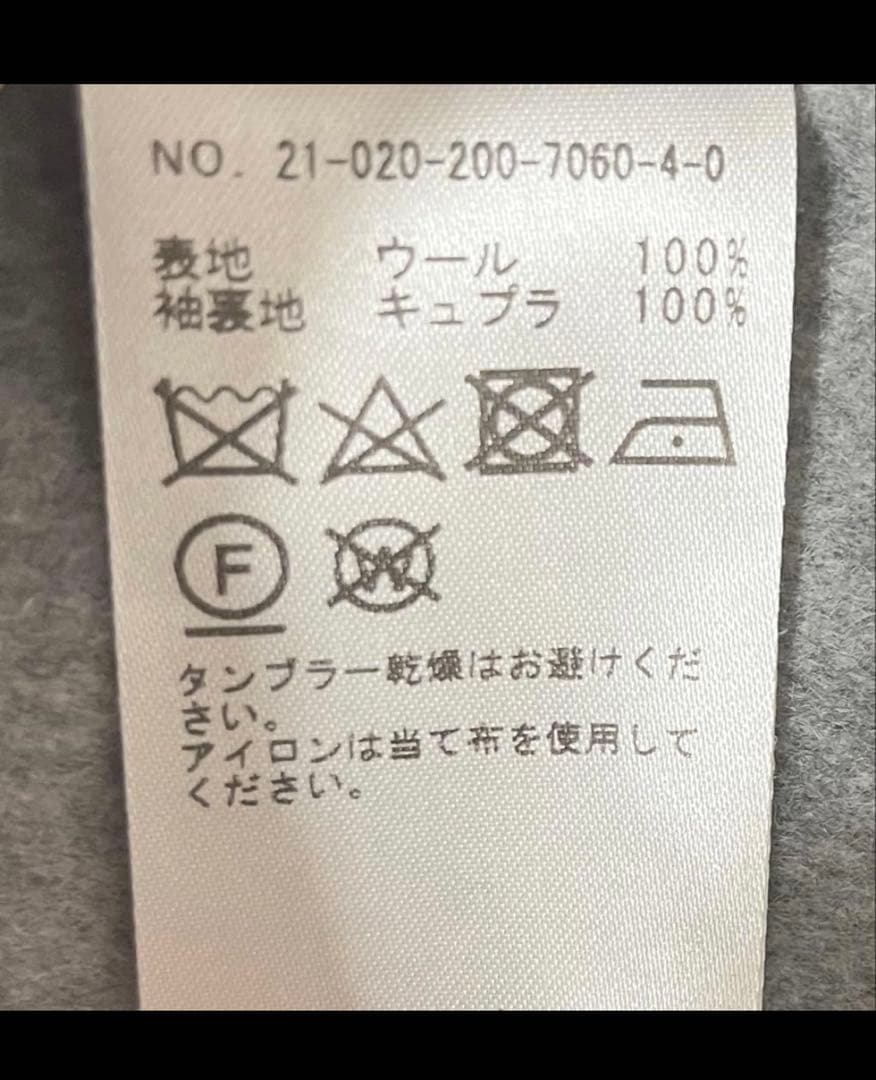 NO. 21-020-200-7060-4-0
表地 ウール 100%
袖裏地 キュプラ 100%
F W
タンブラー乾燥はお避けくだ
さい。
アイロンは当て布を使用して
ください。